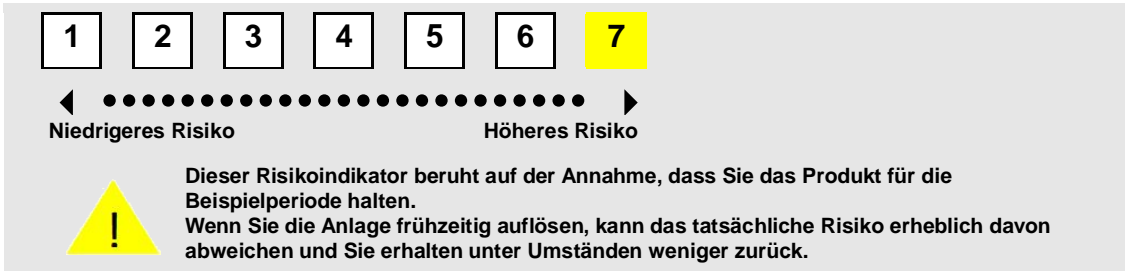 1 2 3 4 5 6 7
Niedrigeres Risiko Höheres Risiko
Dieser Risikoindikator beruht auf der Annahme, dass Sie das Produkt für die
Beispielperiode halten.
Wenn Sie die Anlage frühzeitig auflösen, kann das tatsächliche Risiko erheblich davon
abweichen und Sie erhalten unter Umständen weniger zurück.
!